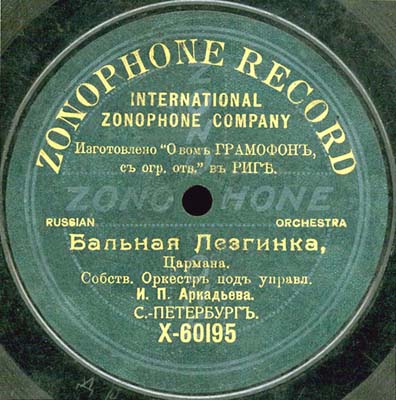 ZONOPHONE RECORD
INTERNATIONAL
ZONOPHONE COMPANY
Изготовлено "О вомъ ГРАМОФОНЪ,
съ огр. отв." въ РИГѢ.
ZONOPHONE
RUSSIAN ORCHESTRA
Бальная Лезгинка,
Цармана.
Собств. Оркестръ подъ управл.
И. П. Аркадьева.
С.-ПЕТЕРБУРГЪ.
X-60195